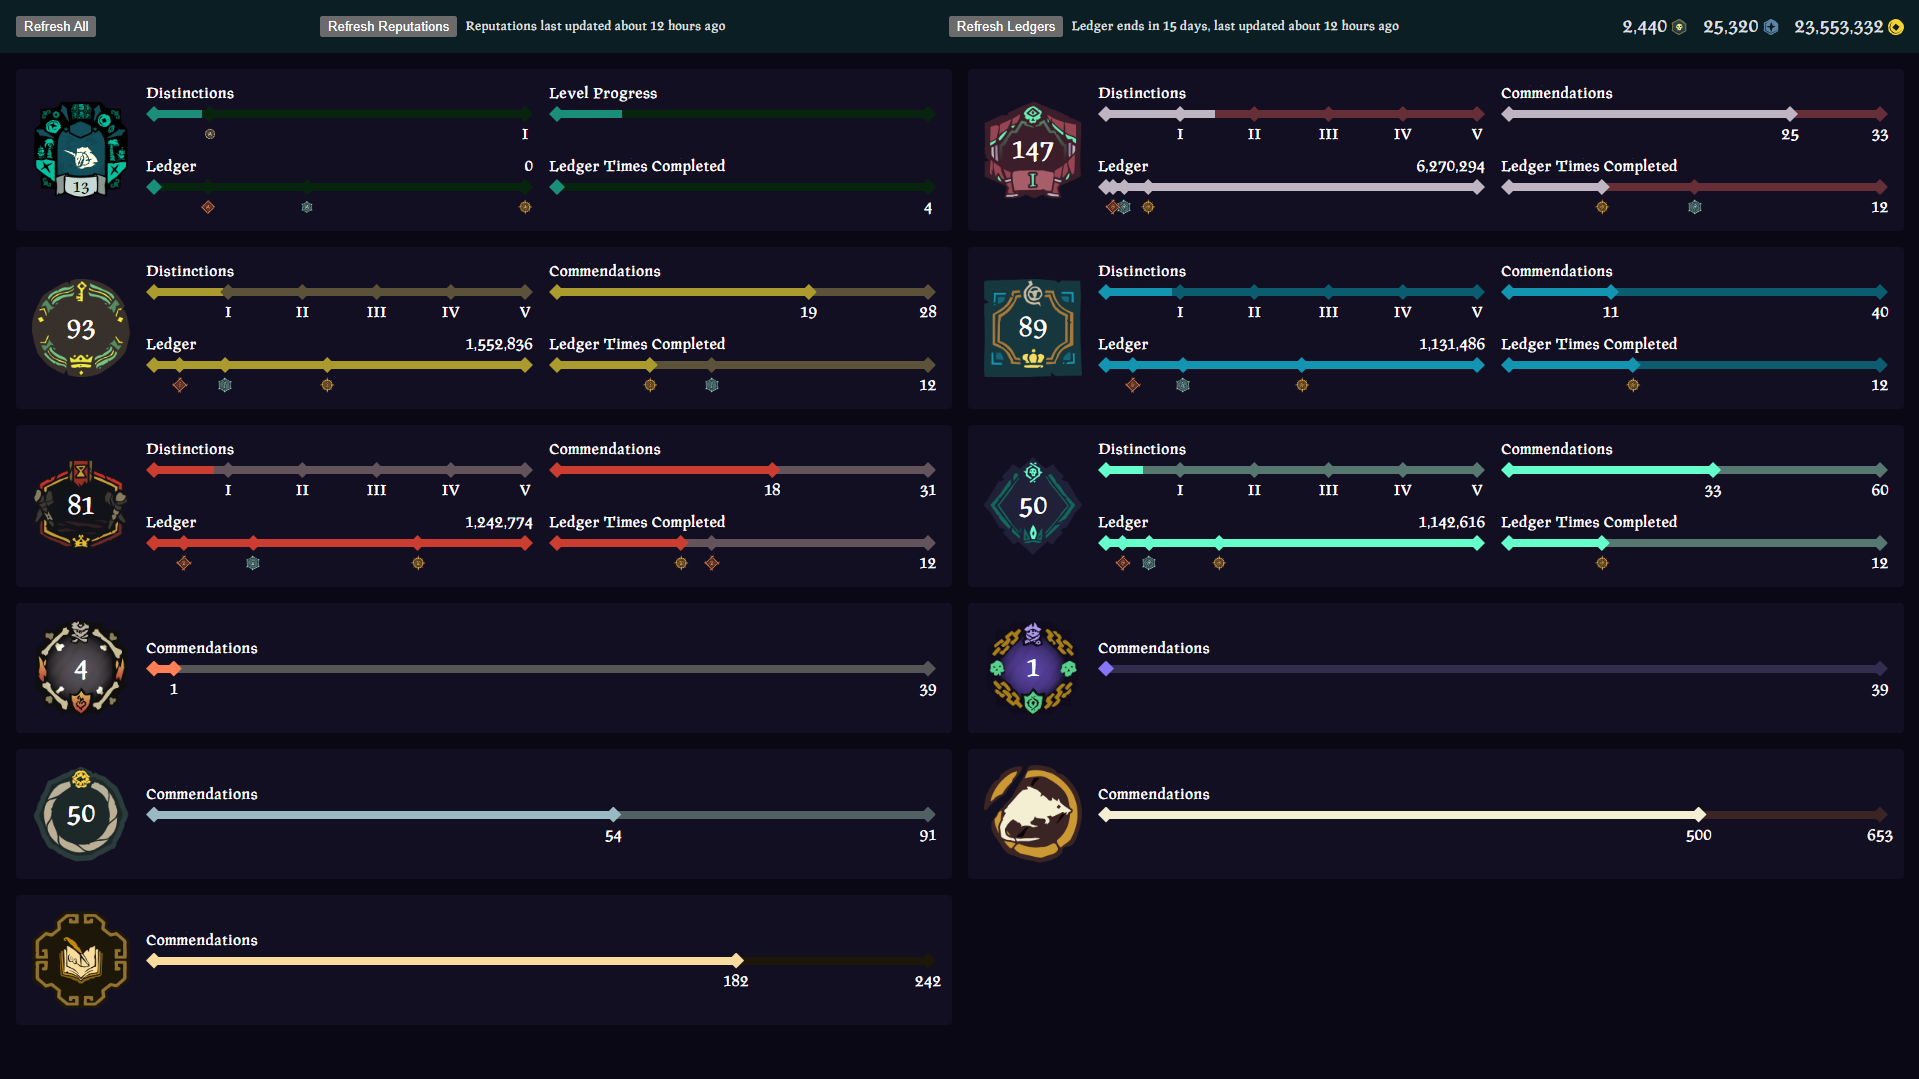 Refresh All
Refresh Reputations Reputations last updated about 12 hours ago
Refresh Ledgers Ledger ends in 15 days, last updated about 12 hours ago
2,440 25,320 23,553,332
13
Distinctions
I
Level Progress
Ledger 0
Ledger Times Completed
4
147
I
Distinctions
I II III IV V
Commendations
25 33
Ledger 6,270,294
Ledger Times Completed
12
93
Distinctions
I II III IV V
Commendations
19 28
Ledger 1,552,836
Ledger Times Completed
12
89
Distinctions
I II III IV V
Commendations
11 40
Ledger 1,131,486
Ledger Times Completed
12
81
Distinctions
I II III IV V
Commendations
18 31
Ledger 1,242,774
Ledger Times Completed
12
50
Distinctions
I II III IV V
Commendations
33 60
Ledger 1,142,616
Ledger Times Completed
12
4
Commendations
1 39
1
Commendations
39
50
Commendations
54 91
Commendations
500 653
Commendations
182 242